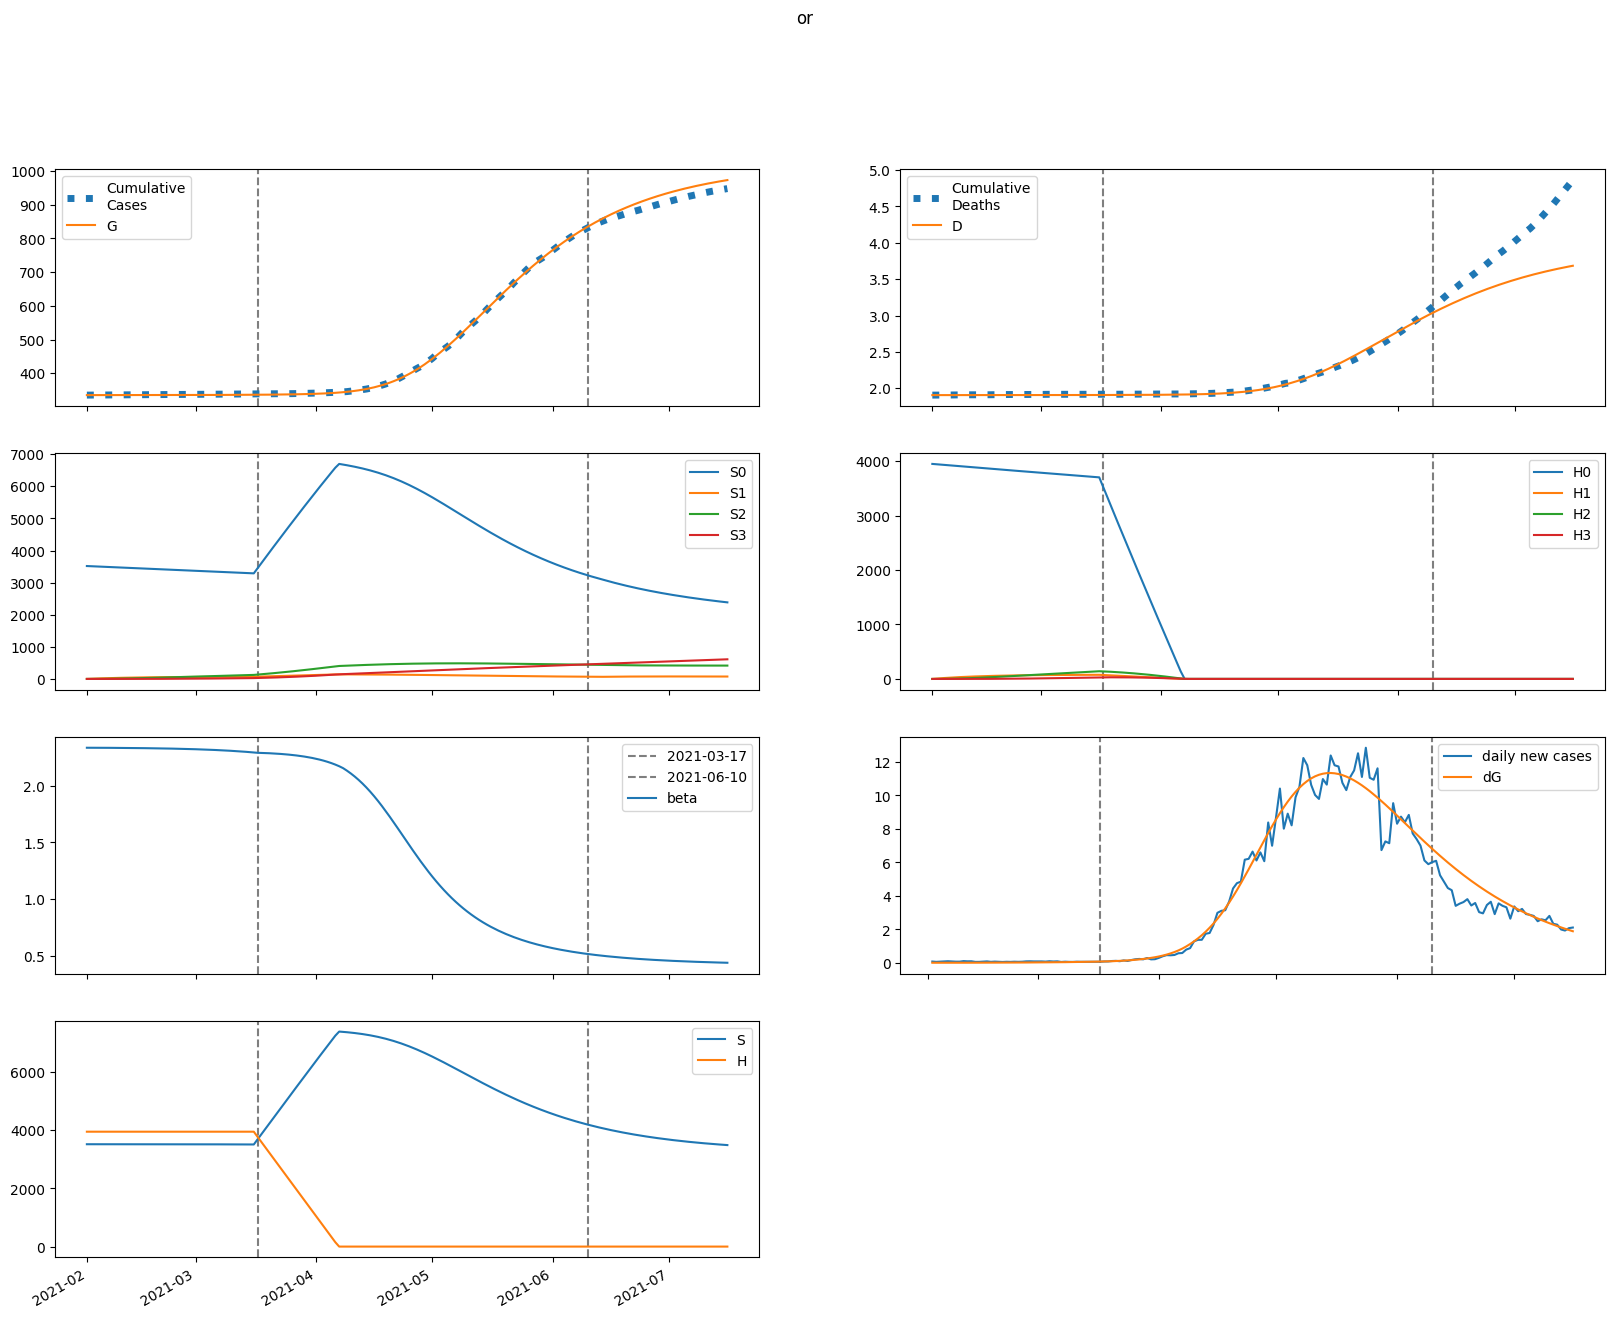 or
1000
900
800
700
600
500
400
Cumulative
Cases
G
5.0
4.5
4.0
3.5
3.0
2.5
2.0
Cumulative
Deaths
D
7000
6000
5000
4000
3000
2000
1000
0
S0
S1
S2
S3
4000
3000
2000
1000
0
H0
H1
H2
H3
2.0
1.5
1.0
0.5
2021-03-17
2021-06-10
beta
12
10
8
6
4
2
0
daily new cases
dG
6000
4000
2000
0
S
H
2021-02
2021-03
2021-04
2021-05
2021-06
2021-07